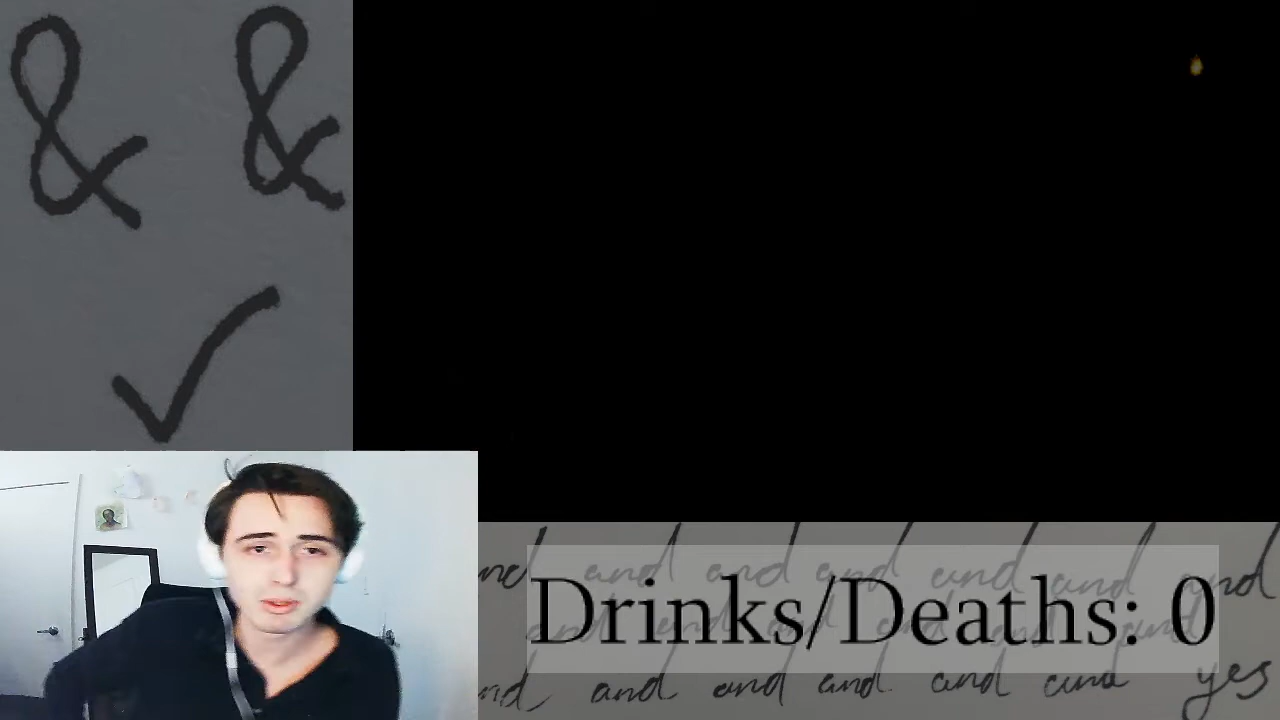 & &
and and and and and and
Drinks/Deaths: 0
and and and and and yes